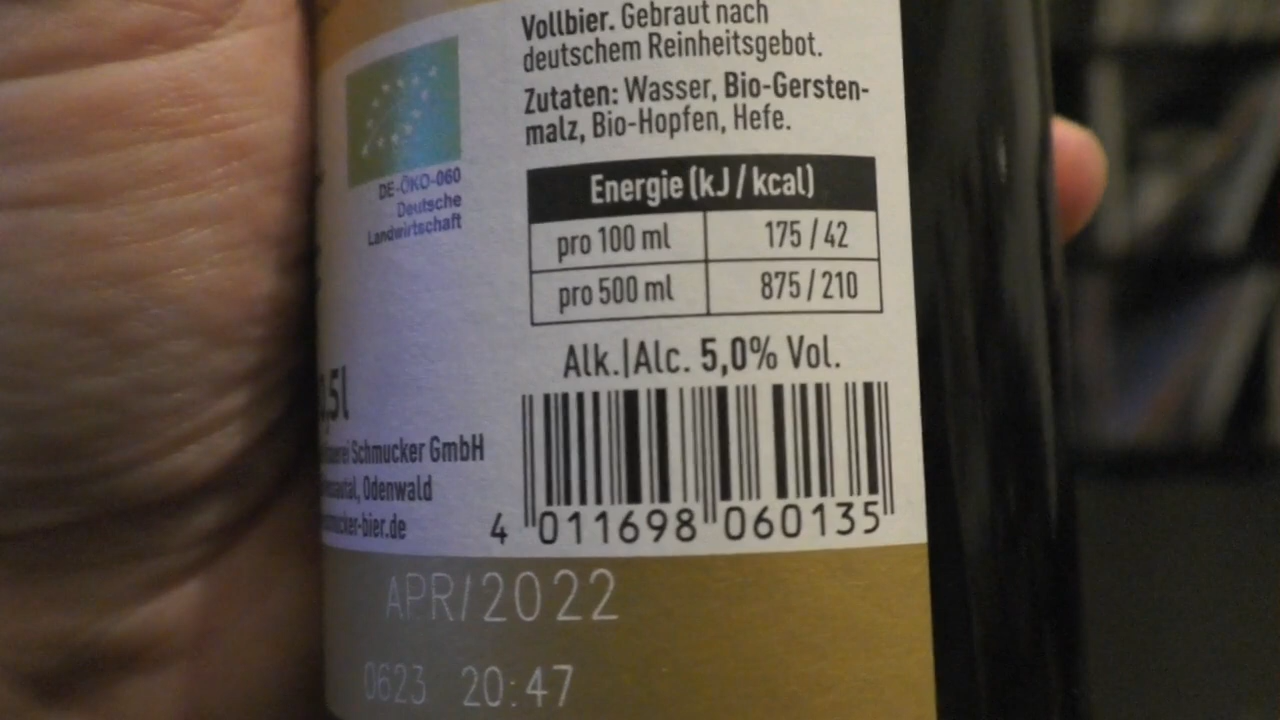 Vollbier. Gebraut nach
deutschem Reinheitsgebot.
Zutaten: Wasser, Bio-Gersten-
malz, Bio-Hopfen, Hefe.
DE-ÖKO-060
Deutsche
Landwirtschaft
Energie (kJ / kcal)
pro 100 ml 175 / 42
pro 500 ml 875 / 210
Alk.|Alc. 5,0% Vol.
,5l
Schmucker GmbH
Odenwald
4 011698 060135
APR/2022
0623 20:47